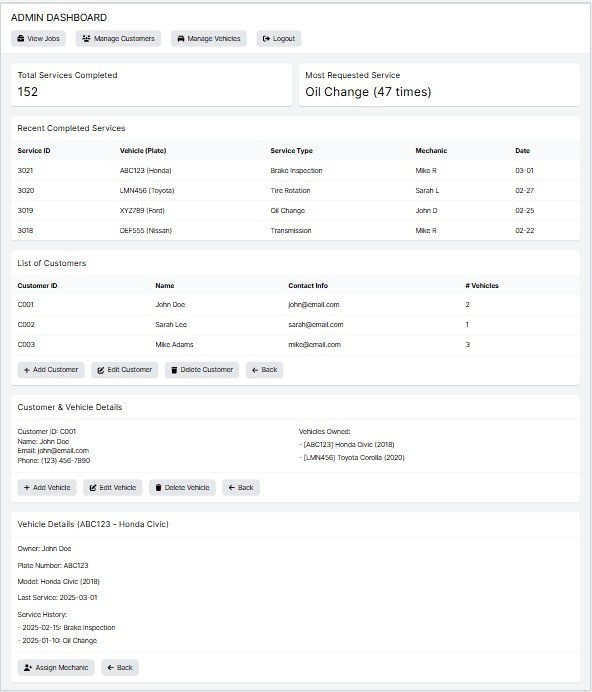 ADMIN DASHBOARD
View Jobs Manage Customers Manage Vehicles Logout
Total Services Completed
152
Most Requested Service
Oil Change (47 times)
Recent Completed Services
Service ID Vehicle (Plate) Service Type Mechanic Date
3021 ABC123 (Honda) Brake Inspection Mike R 03-01
3020 LMN456 (Toyota) Tire Rotation Sarah L 02-27
3019 XYZ789 (Ford) Oil Change John D 02-25
3018 DEF555 (Nissan) Transmission Mike R 02-22
List of Customers
Customer ID Name Contact Info # Vehicles
C001 John Doe john@email.com 2
C002 Sarah Lee sarah@email.com 1
C003 Mike Adams mike@email.com 3
+ Add Customer Edit Customer Delete Customer ← Back
Customer & Vehicle Details
Customer ID: C001
Name: John Doe
Email: john@email.com
Phone: (123) 456-7890
Vehicles Owned:
- [ABC123] Honda Civic (2018)
- [LMN456] Toyota Corolla (2020)
+ Add Vehicle Edit Vehicle Delete Vehicle ← Back
Vehicle Details (ABC123 - Honda Civic)
Owner: John Doe
Plate Number: ABC123
Model: Honda Civic (2018)
Last Service: 2025-03-01
Service History:
- 2025-02-15: Brake Inspection
- 2025-01-10: Oil Change
Assign Mechanic ← Back